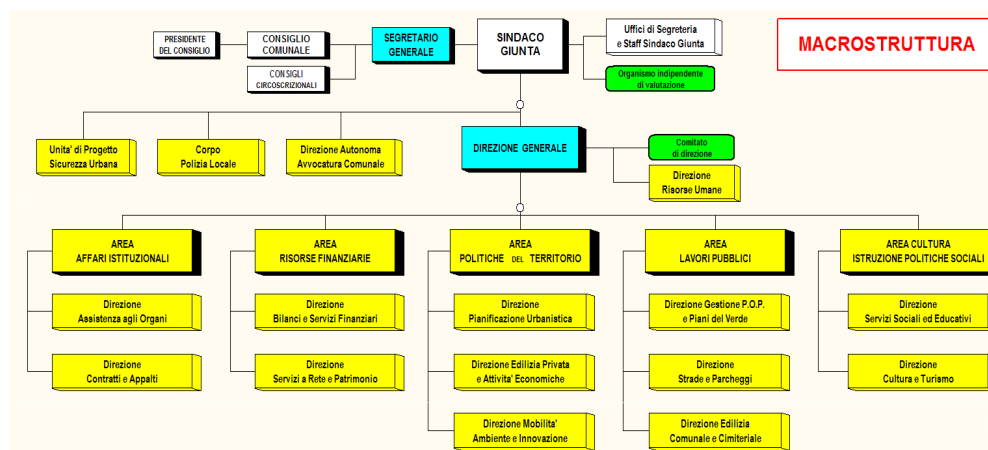 PRESIDENTE
DEL CONSIGLIO
CONSIGLIO
COMUNALE
CONSIGLI
CIRCOSCRIZIONALI
SEGRETARIO
GENERALE
SINDACO
GIUNTA
Uffici di Segreteria
e Staff Sindaco Giunta
Organismo indipendente
di valutazione
MACROSTRUTTURA
Unita' di Progetto
Sicurezza Urbana
Corpo
Polizia Locale
Direzione Autonoma
Avvocatura Comunale
DIREZIONE GENERALE
Comitato
di direzione
Direzione
Risorse Umane
AREA
AFFARI ISTITUZIONALI
AREA
RISORSE FINANZIARIE
AREA
POLITICHE DEL TERRITORIO
AREA
LAVORI PUBBLICI
AREA CULTURA
ISTRUZIONE POLITICHE SOCIALI
Direzione
Assistenza agli Organi
Direzione
Bilanci e Servizi Finanziari
Direzione
Pianificazione Urbanistica
Direzione Gestione P.O.P.
e Piani del Verde
Direzione
Servizi Sociali ed Educativi
Direzione
Contratti e Appalti
Direzione
Servizi a Rete e Patrimonio
Direzione Edilizia Privata
e Attivita' Economiche
Direzione
Strade e Parcheggi
Direzione
Cultura e Turismo
Direzione Mobilita'
Ambiente e Innovazione
Direzione Edilizia
Comunale e Cimiteriale